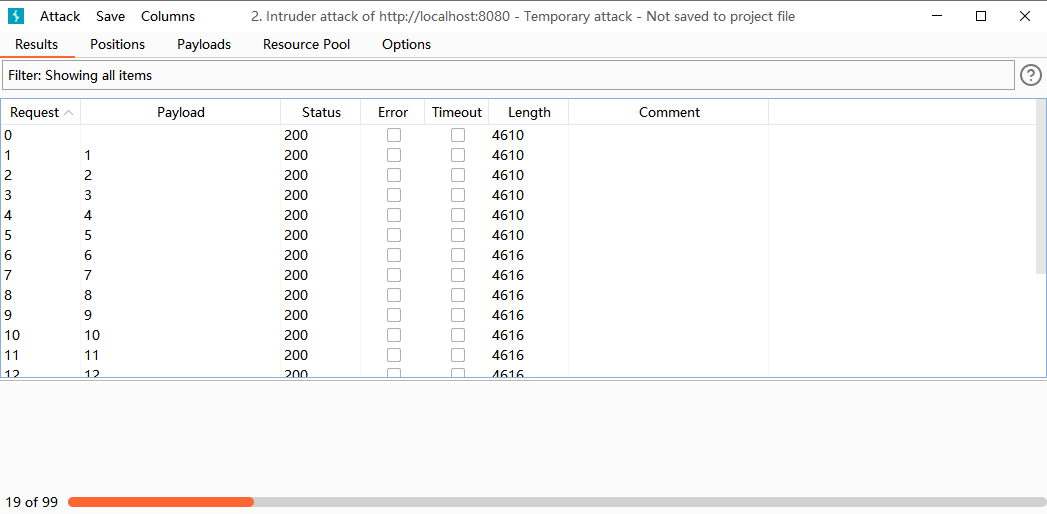 Attack Save Columns 2. Intruder attack of http://localhost:8080 - Temporary attack - Not saved to project file
Results Positions Payloads Resource Pool Options
Filter: Showing all items
?
Request Payload Status Error Timeout Length Comment
0 200 4610
1 1 200 4610
2 2 200 4610
3 3 200 4610
4 4 200 4610
5 5 200 4610
6 6 200 4616
7 7 200 4616
8 8 200 4616
9 9 200 4616
10 10 200 4616
11 11 200 4616
12 12 200 4616
19 of 99